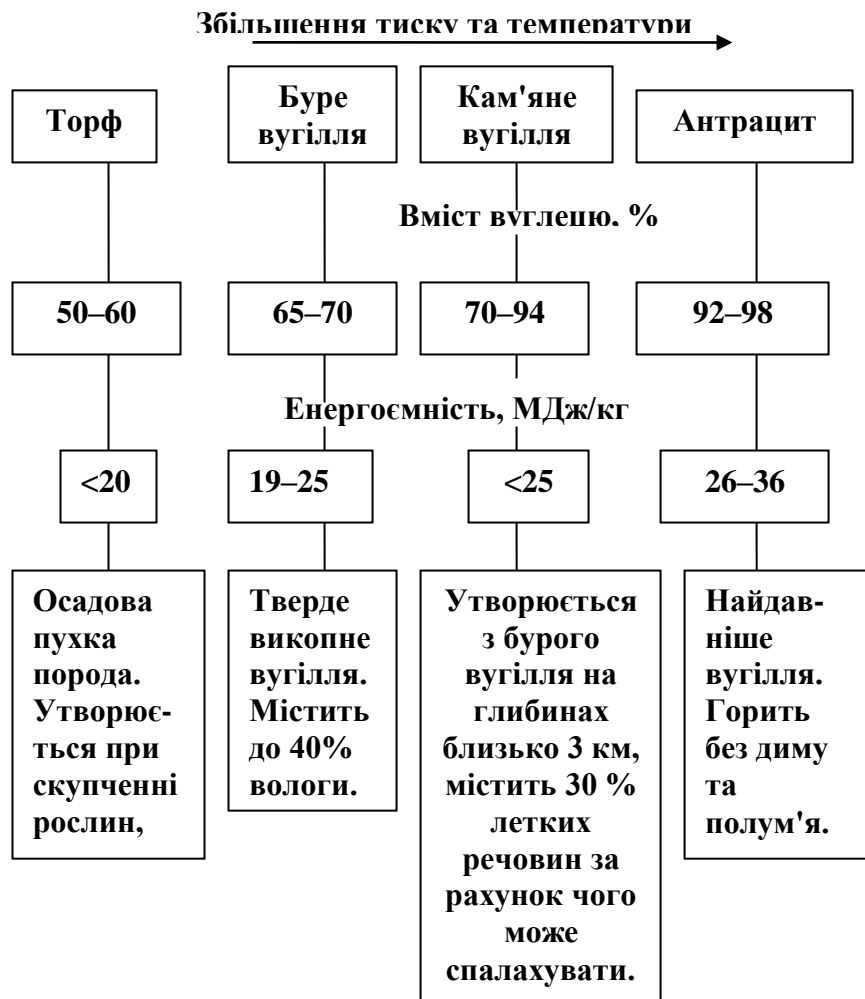 Збільшення тиску та температури
Торф
Буре
вугілля
Кам'яне
вугілля
Антрацит
Вміст вуглецю, %
50–60
65–70
70–94
92–98
Енергоємність, МДж/кг
<20
19–25
<25
26–36
Осадова
пухка
порода.
Утворює-
ться при
скупченні
рослин,
Тверде
викопне
вугілля.
Містить
до 40%
вологи.
Утворюється
з бурого
вугілля на
глибинах
близько 3 км,
містить 30 %
летких
речовин за
рахунок чого
може
спалахувати.
Найдав-
ніше
вугілля.
Горить
без диму
та
полум'я.